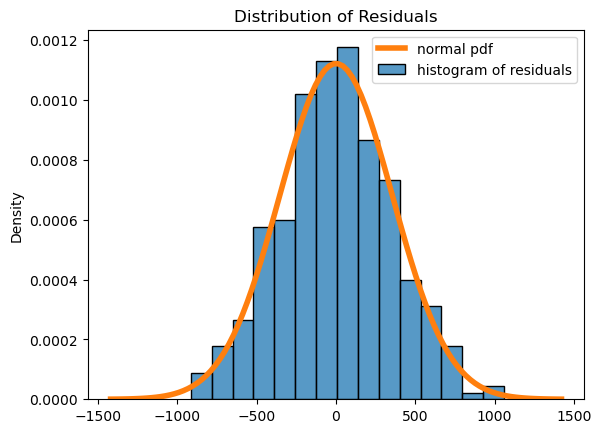 Distribution of Residuals
normal pdf
histogram of residuals
Density
0.0012
0.0010
0.0008
0.0006
0.0004
0.0002
0.0000
−1500 −1000 −500 0 500 1000 1500